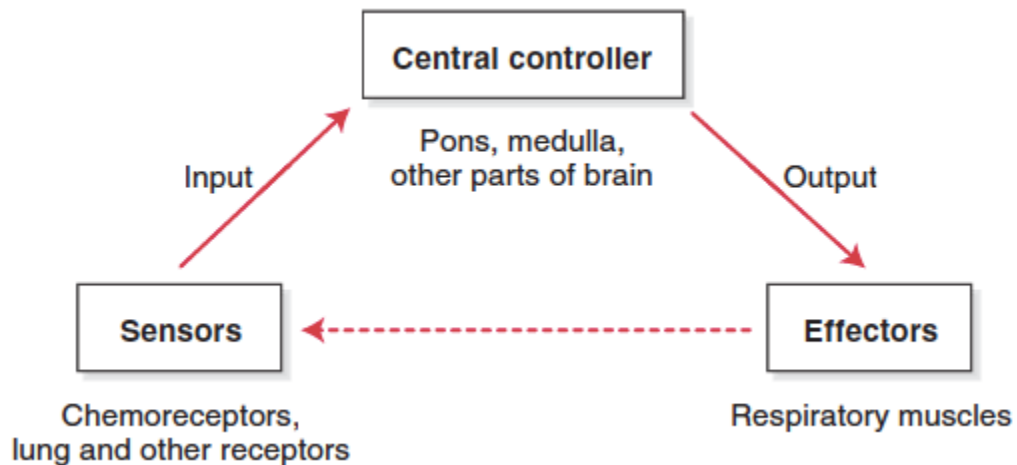 Central controller
Pons, medulla,
other parts of brain
Input
Output
Sensors
Effectors
Chemoreceptors,
lung and other receptors
Respiratory muscles